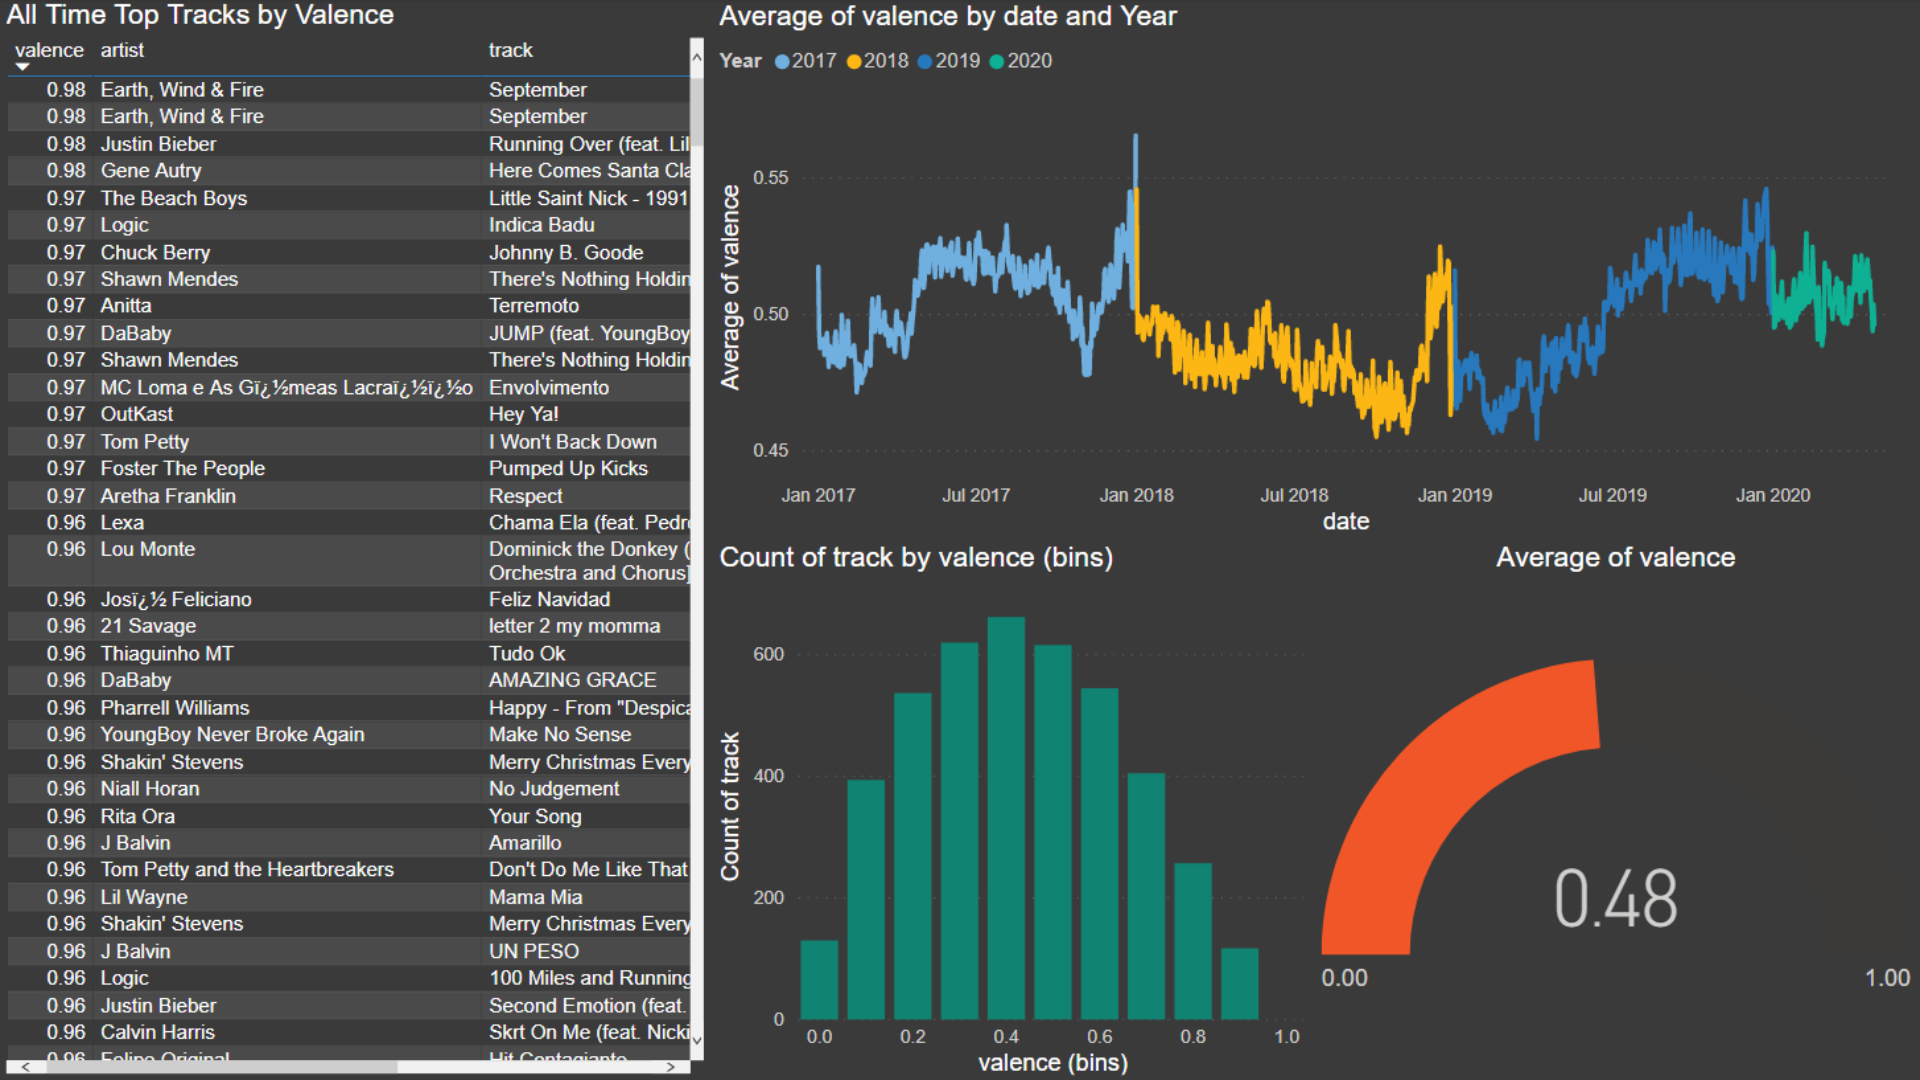 All Time Top Tracks by Valence
valence artist track
0.98 Earth, Wind & Fire September
0.98 Earth, Wind & Fire September
0.98 Justin Bieber Running Over (feat. Lil
0.98 Gene Autry Here Comes Santa Cla
0.97 The Beach Boys Little Saint Nick - 1991
0.97 Logic Indica Badu
0.97 Chuck Berry Johnny B. Goode
0.97 Shawn Mendes There's Nothing Holdin
0.97 Anitta Terremoto
0.97 DaBaby JUMP (feat. YoungBoy
0.97 Shawn Mendes There's Nothing Holdin
0.97 MC Loma e As Gï¿½meas Lacraï¿½ï¿½o Envolvimento
0.97 OutKast Hey Ya!
0.97 Tom Petty I Won't Back Down
0.97 Foster The People Pumped Up Kicks
0.97 Aretha Franklin Respect
0.96 Lexa Chama Ela (feat. Pedro
0.96 Lou Monte Dominick the Donkey (
Orchestra and Chorus]
0.96 Josï¿½ Feliciano Feliz Navidad
0.96 21 Savage letter 2 my momma
0.96 Thiaguinho MT Tudo Ok
0.96 DaBaby AMAZING GRACE
0.96 Pharrell Williams Happy - From "Despica
0.96 YoungBoy Never Broke Again Make No Sense
0.96 Shakin' Stevens Merry Christmas Every
0.96 Niall Horan No Judgement
0.96 Rita Ora Your Song
0.96 J Balvin Amarillo
0.96 Tom Petty and the Heartbreakers Don't Do Me Like That
0.96 Lil Wayne Mama Mia
0.96 Shakin' Stevens Merry Christmas Every
0.96 J Balvin UN PESO
0.96 Logic 100 Miles and Running
0.96 Justin Bieber Second Emotion (feat.
0.96 Calvin Harris Skrt On Me (feat. Nicki
0.96 Felipe Original Hit Contagiante
Average of valence by date and Year
Year 2017 2018 2019 2020
Average of valence
0.55
0.50
0.45
Jan 2017 Jul 2017 Jan 2018 Jul 2018 Jan 2019 Jul 2019 Jan 2020
date
Count of track by valence (bins)
Count of track
600
400
200
0
0.0 0.2 0.4 0.6 0.8 1.0
valence (bins)
Average of valence
0.48
0.00 1.00